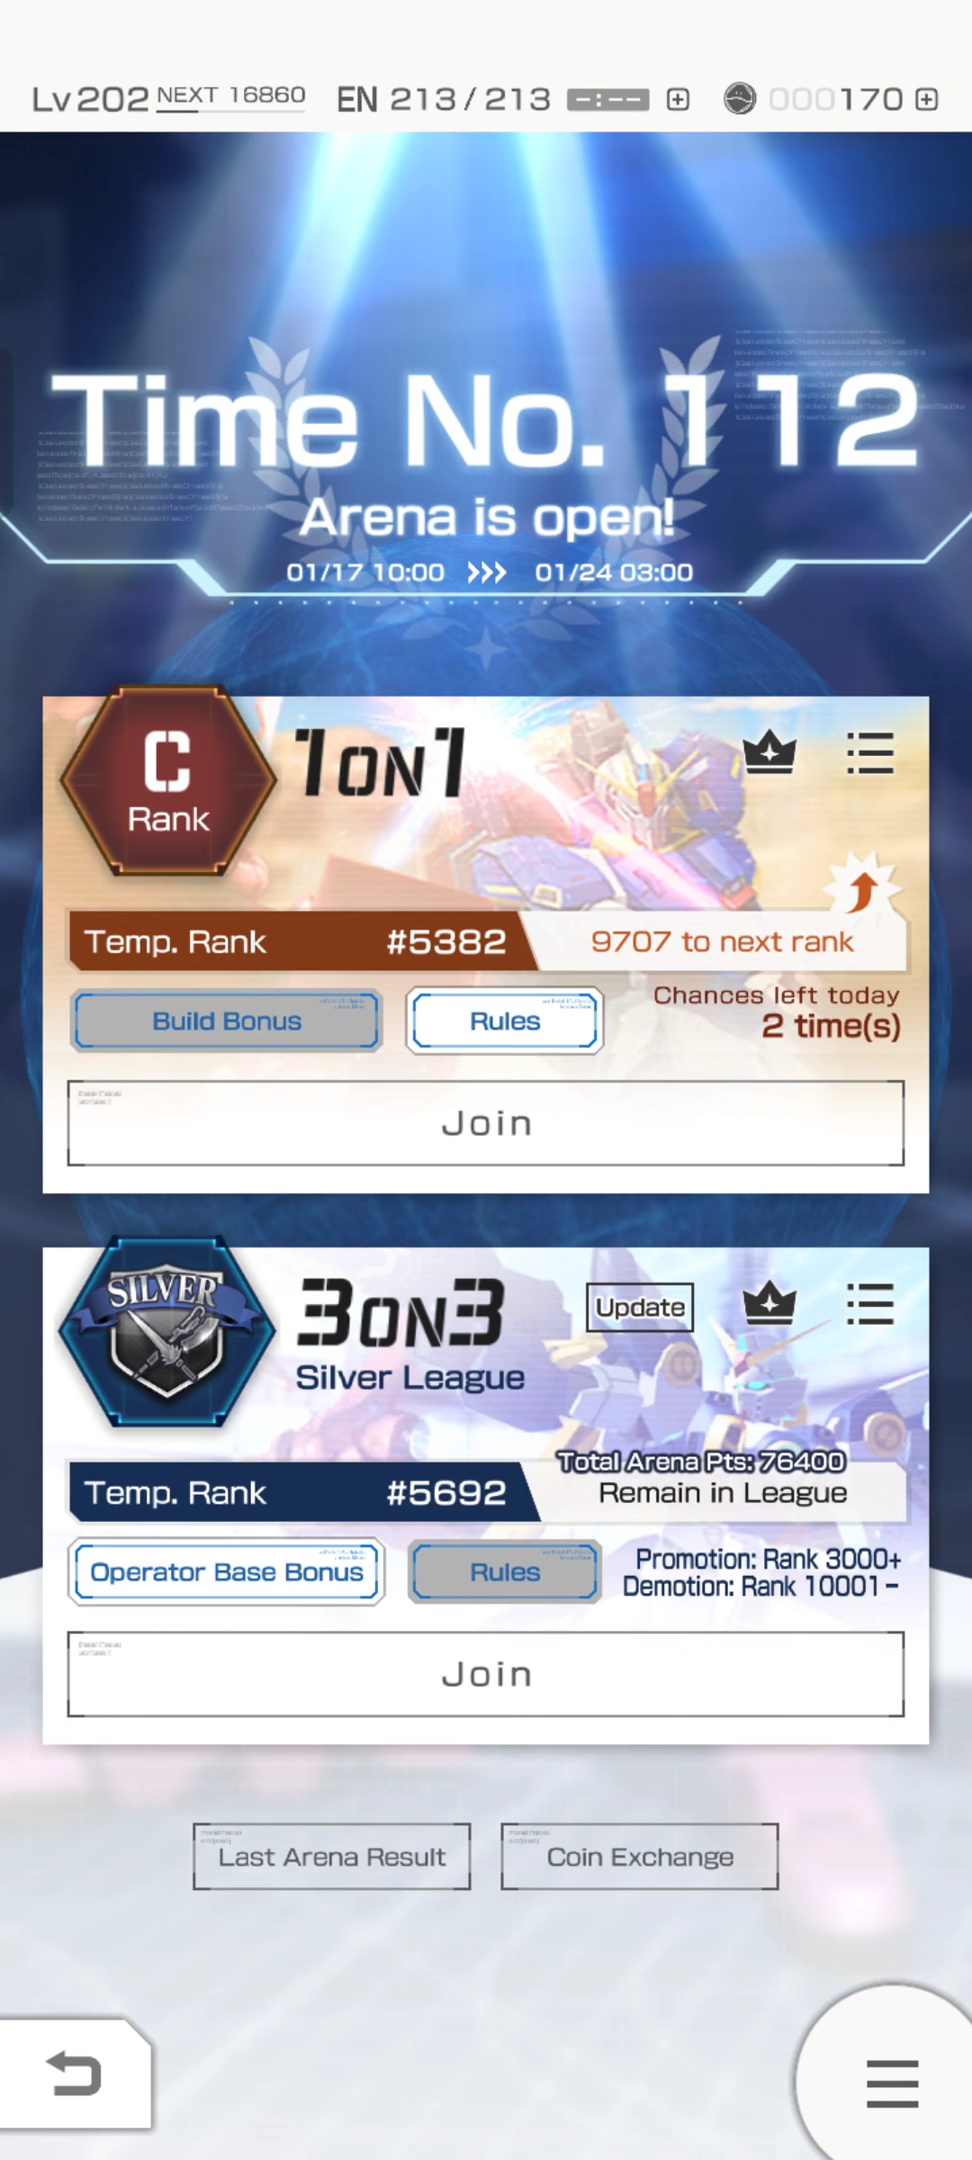 Lv 202 NEXT 16860 EN 213/213 -:-- 000170
Time No. 112
Arena is open!
01/17 10:00 >>> 01/24 03:00
C
Rank
1ON1
Temp. Rank #5382 9707 to next rank
Build Bonus Rules
Chances left today
2 time(s)
Join
SILVER
3ON3
Update
Silver League
Total Arena Pts: 76400
Temp. Rank #5692 Remain in League
Operator Base Bonus Rules
Promotion: Rank 3000+
Demotion: Rank 10001-
Join
Last Arena Result Coin Exchange